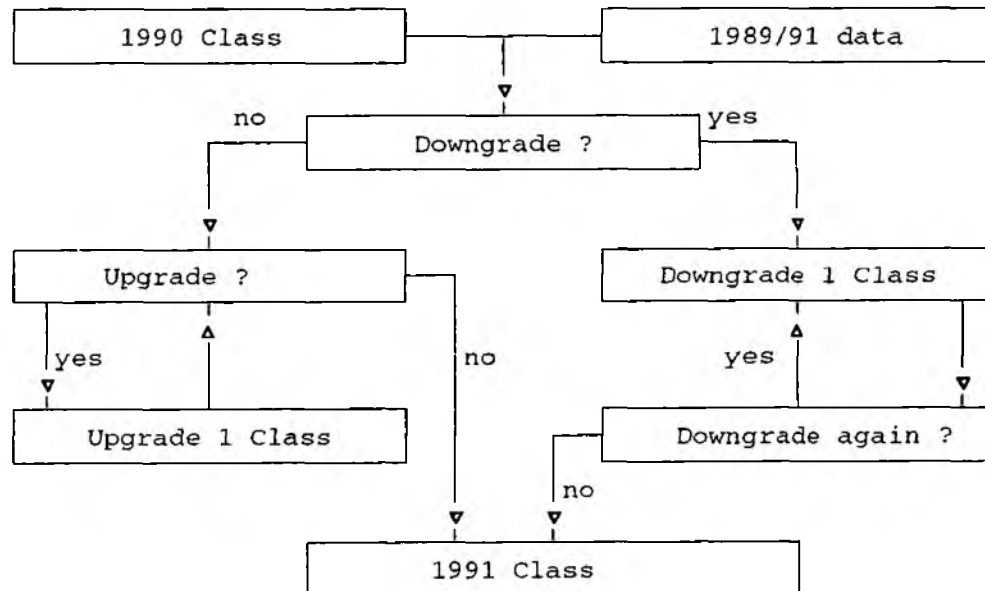 1990 Class
1989/91 data
no
yes
Downgrade ?
Upgrade ?
Downgrade 1 Class
yes
no
yes
Upgrade 1 Class
Downgrade again ?
no
1991 Class